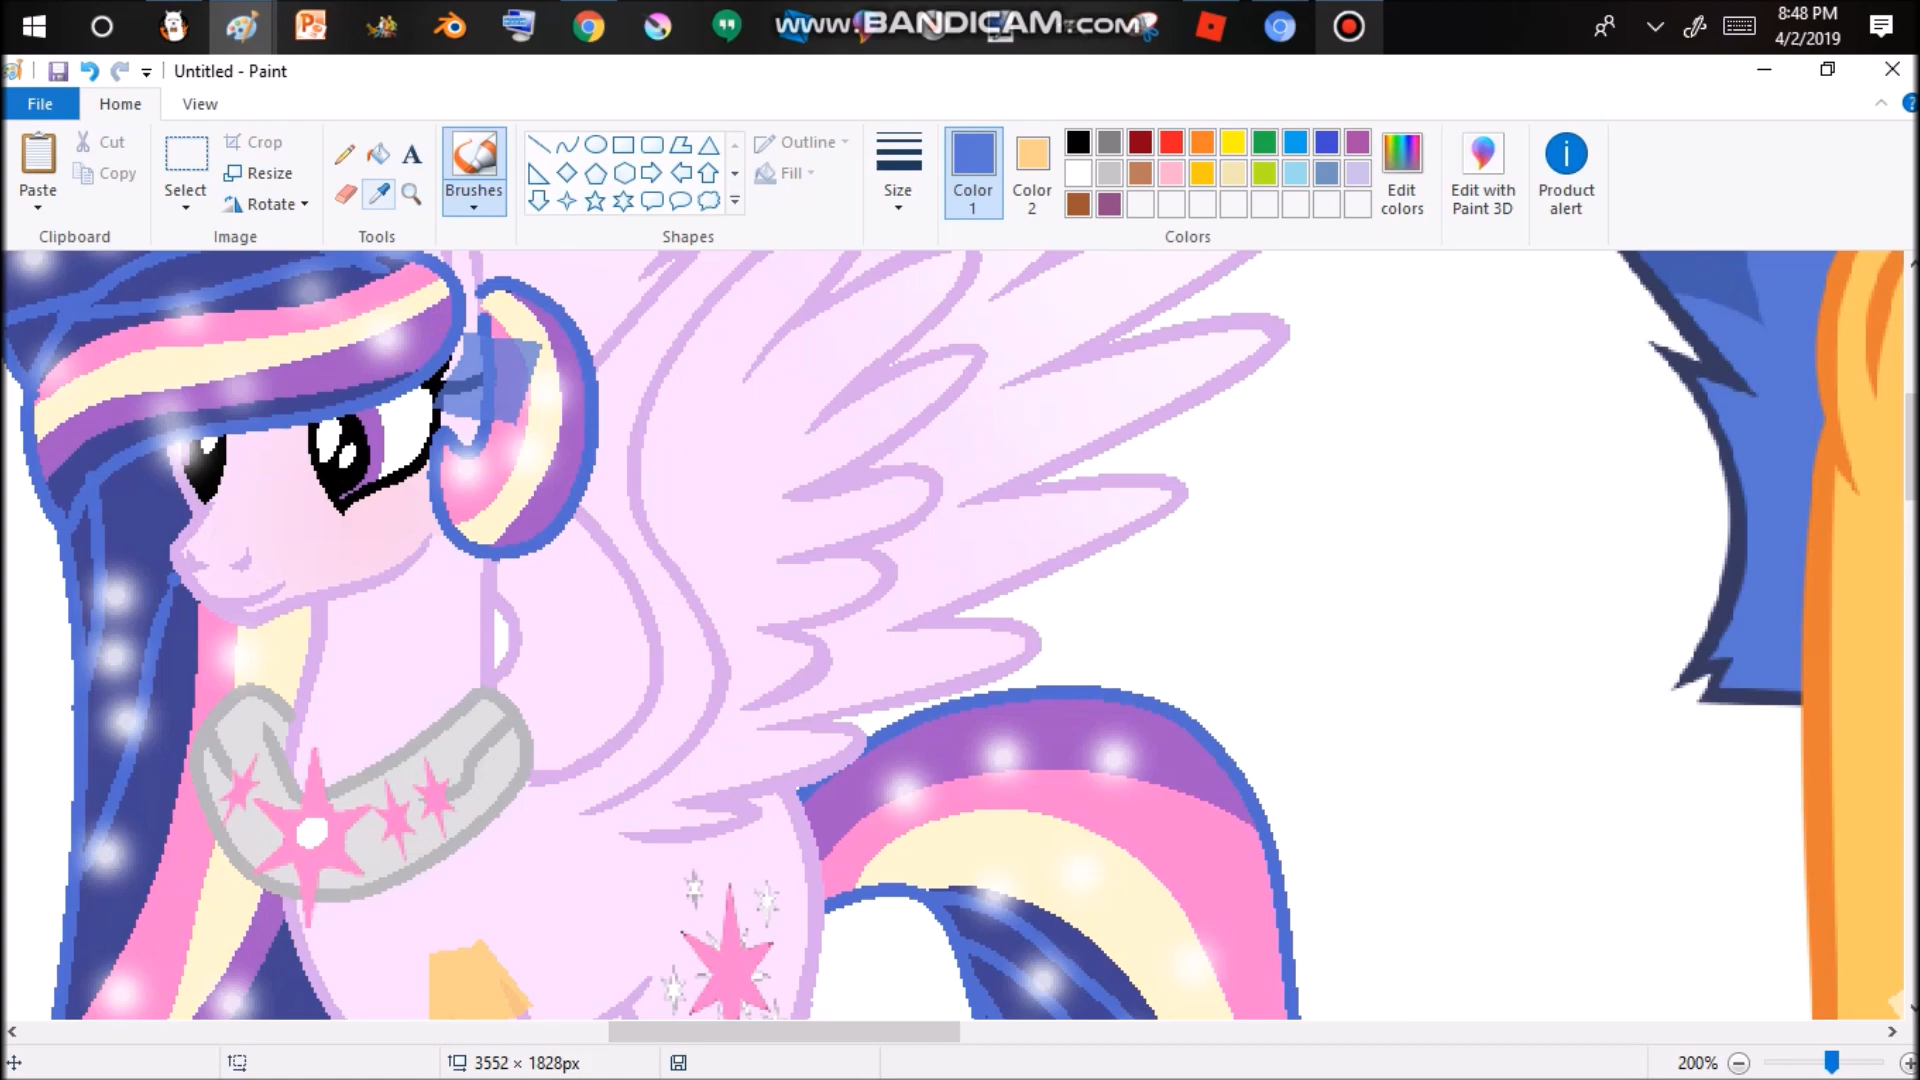 www.BANDICAM.com
8:48 PM
4/2/2019
Untitled - Paint
File Home View
Paste
Cut
Copy
Clipboard
Select
Crop
Resize
Rotate
Image
A
Tools
Brushes
Shapes
Outline
Fill
Size
Color 1
Color 2
Edit colors
Colors
Edit with Paint 3D
Product alert
3552 × 1828px
200%